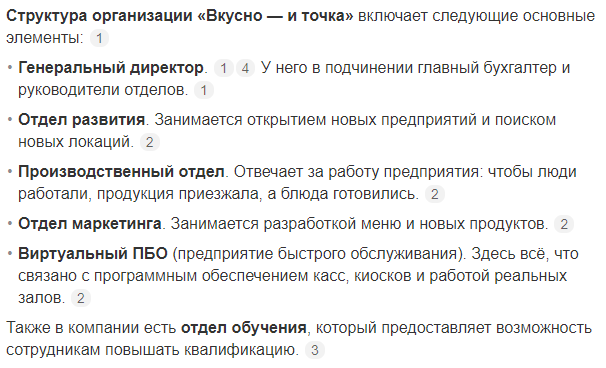 Структура организации «Вкусно — и точка» включает следующие основные
элементы: 1
• Генеральный директор. 1 4 У него в подчинении главный бухгалтер и
руководители отделов. 1
• Отдел развития. Занимается открытием новых предприятий и поиском
новых локаций. 2
• Производственный отдел. Отвечает за работу предприятия: чтобы люди
работали, продукция приезжала, а блюда готовились. 2
• Отдел маркетинга. Занимается разработкой меню и новых продуктов. 2
• Виртуальный ПБО (предприятие быстрого обслуживания). Здесь всё, что
связано с программным обеспечением касс, киосков и работой реальных
залов. 2
Также в компании есть отдел обучения, который предоставляет возможность
сотрудникам повышать квалификацию. 3